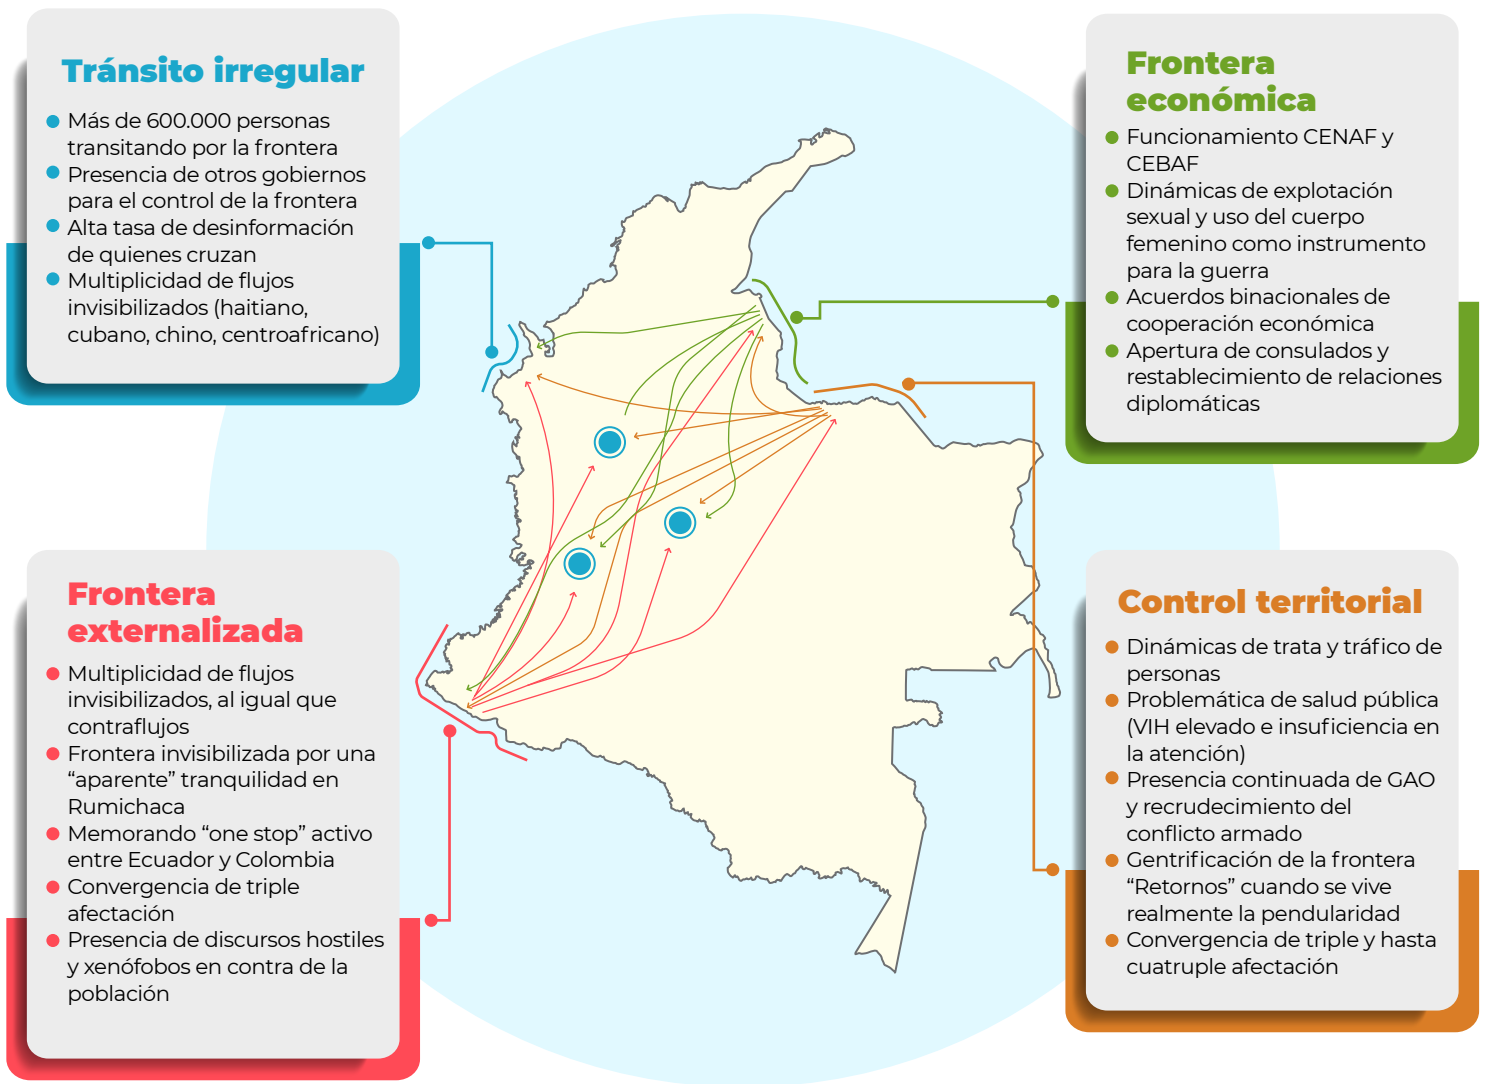 Tránsito irregular
Más de 600.000 personas
transitando por la frontera
Presencia de otros gobiernos
para el control de la frontera
Alta tasa de desinformación
de quienes cruzan
Multiplicidad de flujos
invisibilizados (haitiano,
cubano, chino, centroafricano)
Frontera
económica
Funcionamiento CENAF y
CEBAF
Dinámicas de explotación
sexual y uso del cuerpo
femenino como instrumento
para la guerra
Acuerdos binacionales de
cooperación económica
Apertura de consulados y
restablecimiento de relaciones
diplomáticas
Frontera
externalizada
Multiplicidad de flujos
invisibilizados, al igual que
contraflujos
Frontera invisibilizada por una
“aparente” tranquilidad en
Rumichaca
Memorando “one stop” activo
entre Ecuador y Colombia
Convergencia de triple
afectación
Presencia de discursos hostiles
y xenófobos en contra de la
población
Control territorial
Dinámicas de trata y tráfico de
personas
Problemática de salud pública
(VIH elevado e insuficiencia en
la atención)
Presencia continuada de GAO
y recrudecimiento del
conflicto armado
Gentrificación de la frontera
“Retornos” cuando se vive
realmente la pendularidad
Convergencia de triple y hasta
cuatruple afectación